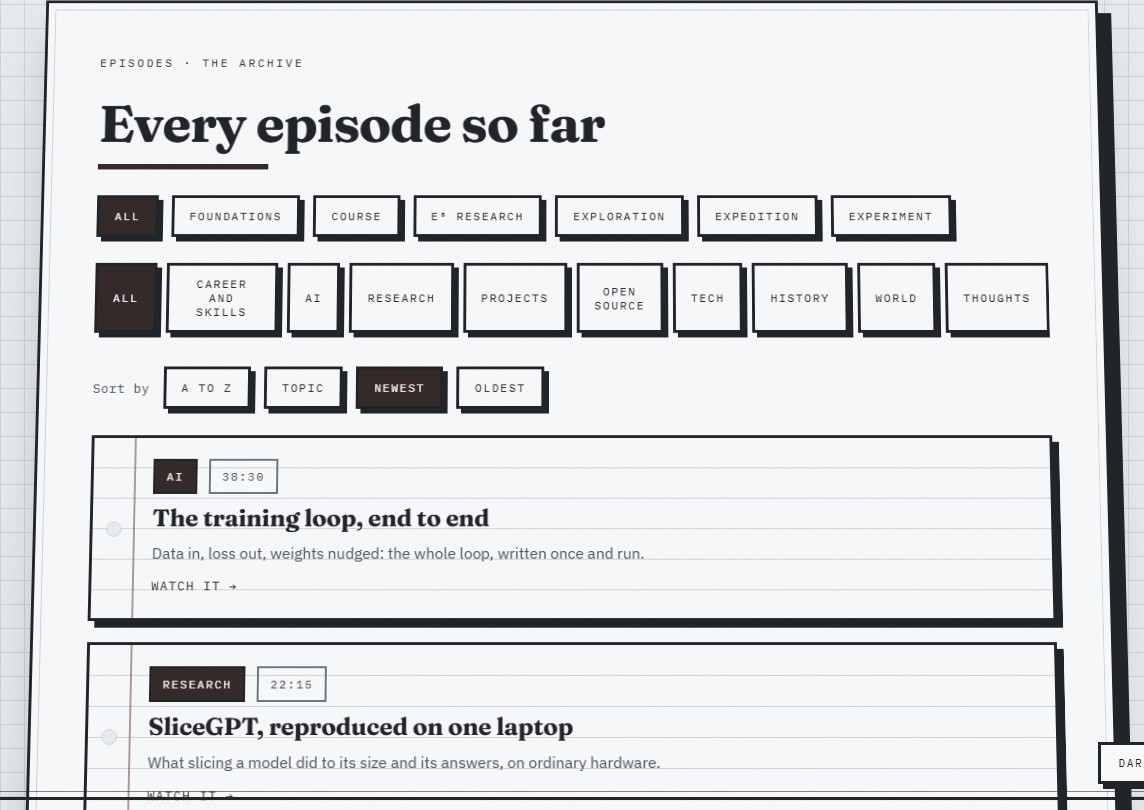 EPISODES · THE ARCHIVE
Every episode so far
ALL FOUNDATIONS COURSE E³ RESEARCH EXPLORATION EXPEDITION EXPERIMENT
ALL CAREER AND SKILLS AI RESEARCH PROJECTS OPEN SOURCE TECH HISTORY WORLD THOUGHTS
Sort by A TO Z TOPIC NEWEST OLDEST
AI 38:30
The training loop, end to end
Data in, loss out, weights nudged: the whole loop, written once and run.
WATCH IT →
RESEARCH 22:15
SliceGPT, reproduced on one laptop
What slicing a model did to its size and its answers, on ordinary hardware.
DAR
WATCH IT →